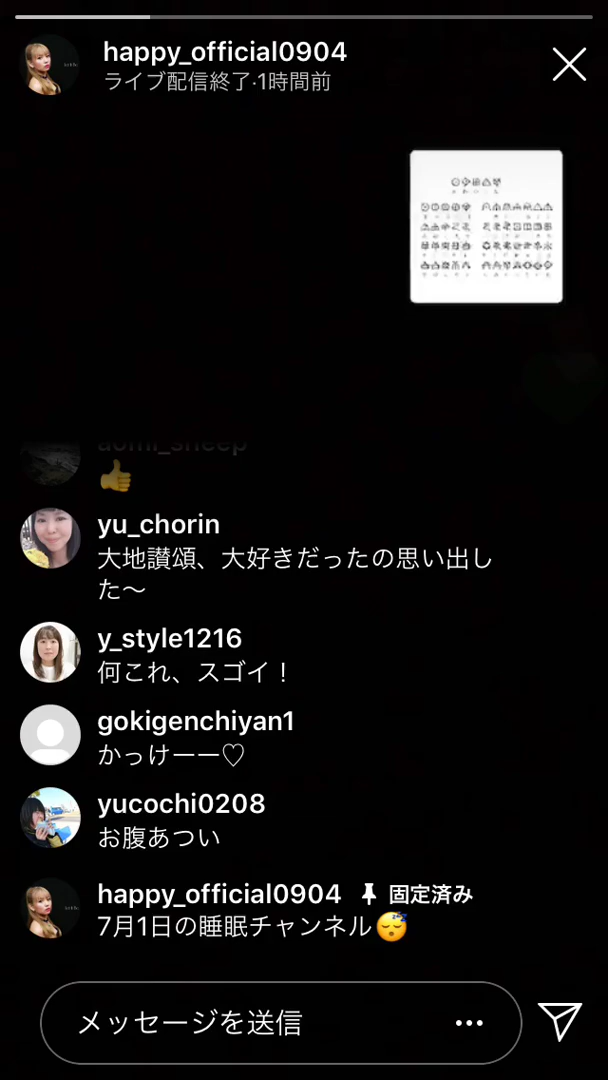 happy_official0904
ライブ配信終了·1時間前
aomi_sheep
👍
yu_chorin
大地讃頌、大好きだったの思い出し
た〜
y_style1216
何これ、スゴイ！
gokigenchiyan1
かっけーー♡
yucochi0208
お腹あつい
happy_official0904 固定済み
7月1日の睡眠チャンネル😴
メッセージを送信